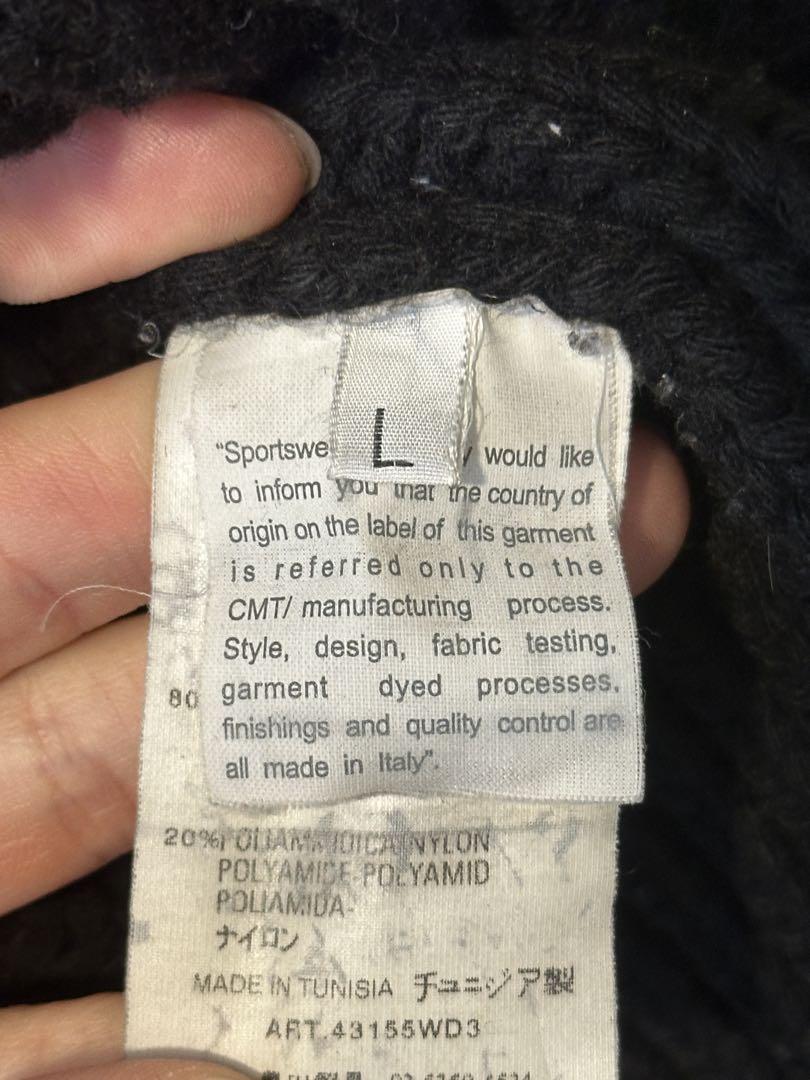 L
"Sportswe would like
to inform you that the country of
origin on the label of this garment
is referred only to the
CMT/ manufacturing process.
Style, design, fabric testing,
garment dyed processes,
finishings and quality control are
all made in Italy".
80
20% NYLON
POLYAMIDE-POLYAMID
POLIAMIDA-
ナイロン
MADE IN TUNISIA チュニジア製
ART.43155WD3